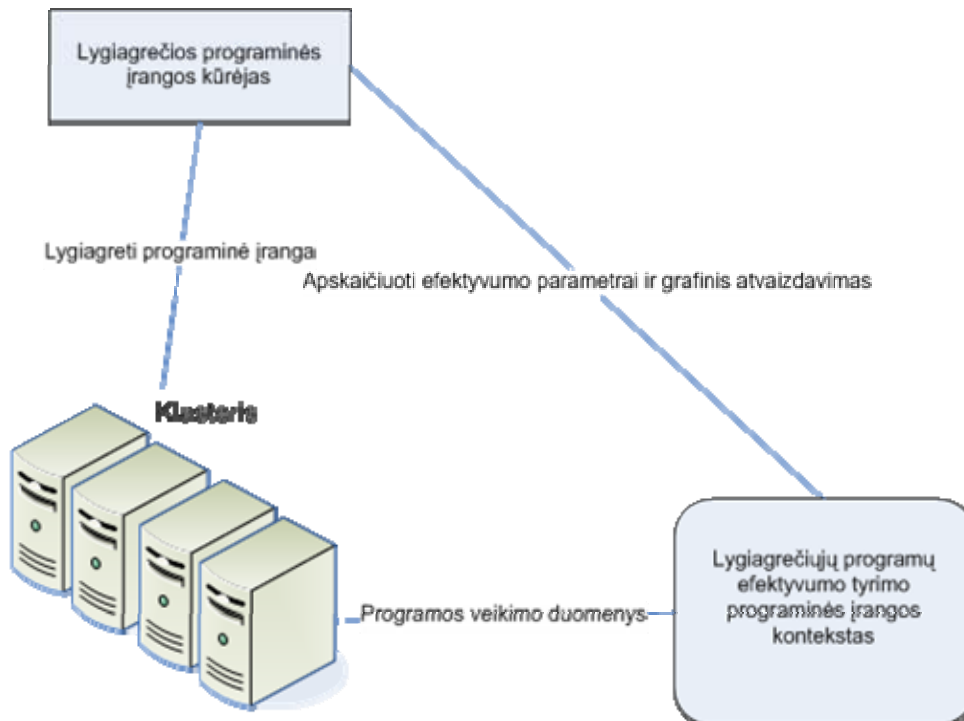 Lygiagrečios programinės
įrangos kūrėjas
Lygiagreti programinė įranga
Apskaičiuoti efektyvumo parametrai ir grafinis atvaizdavimas
Klusteris
Programos veikimo duomenys
Lygiagrečiųjų programų
efektyvumo tyrimo
programinės įrangos
kontekstas